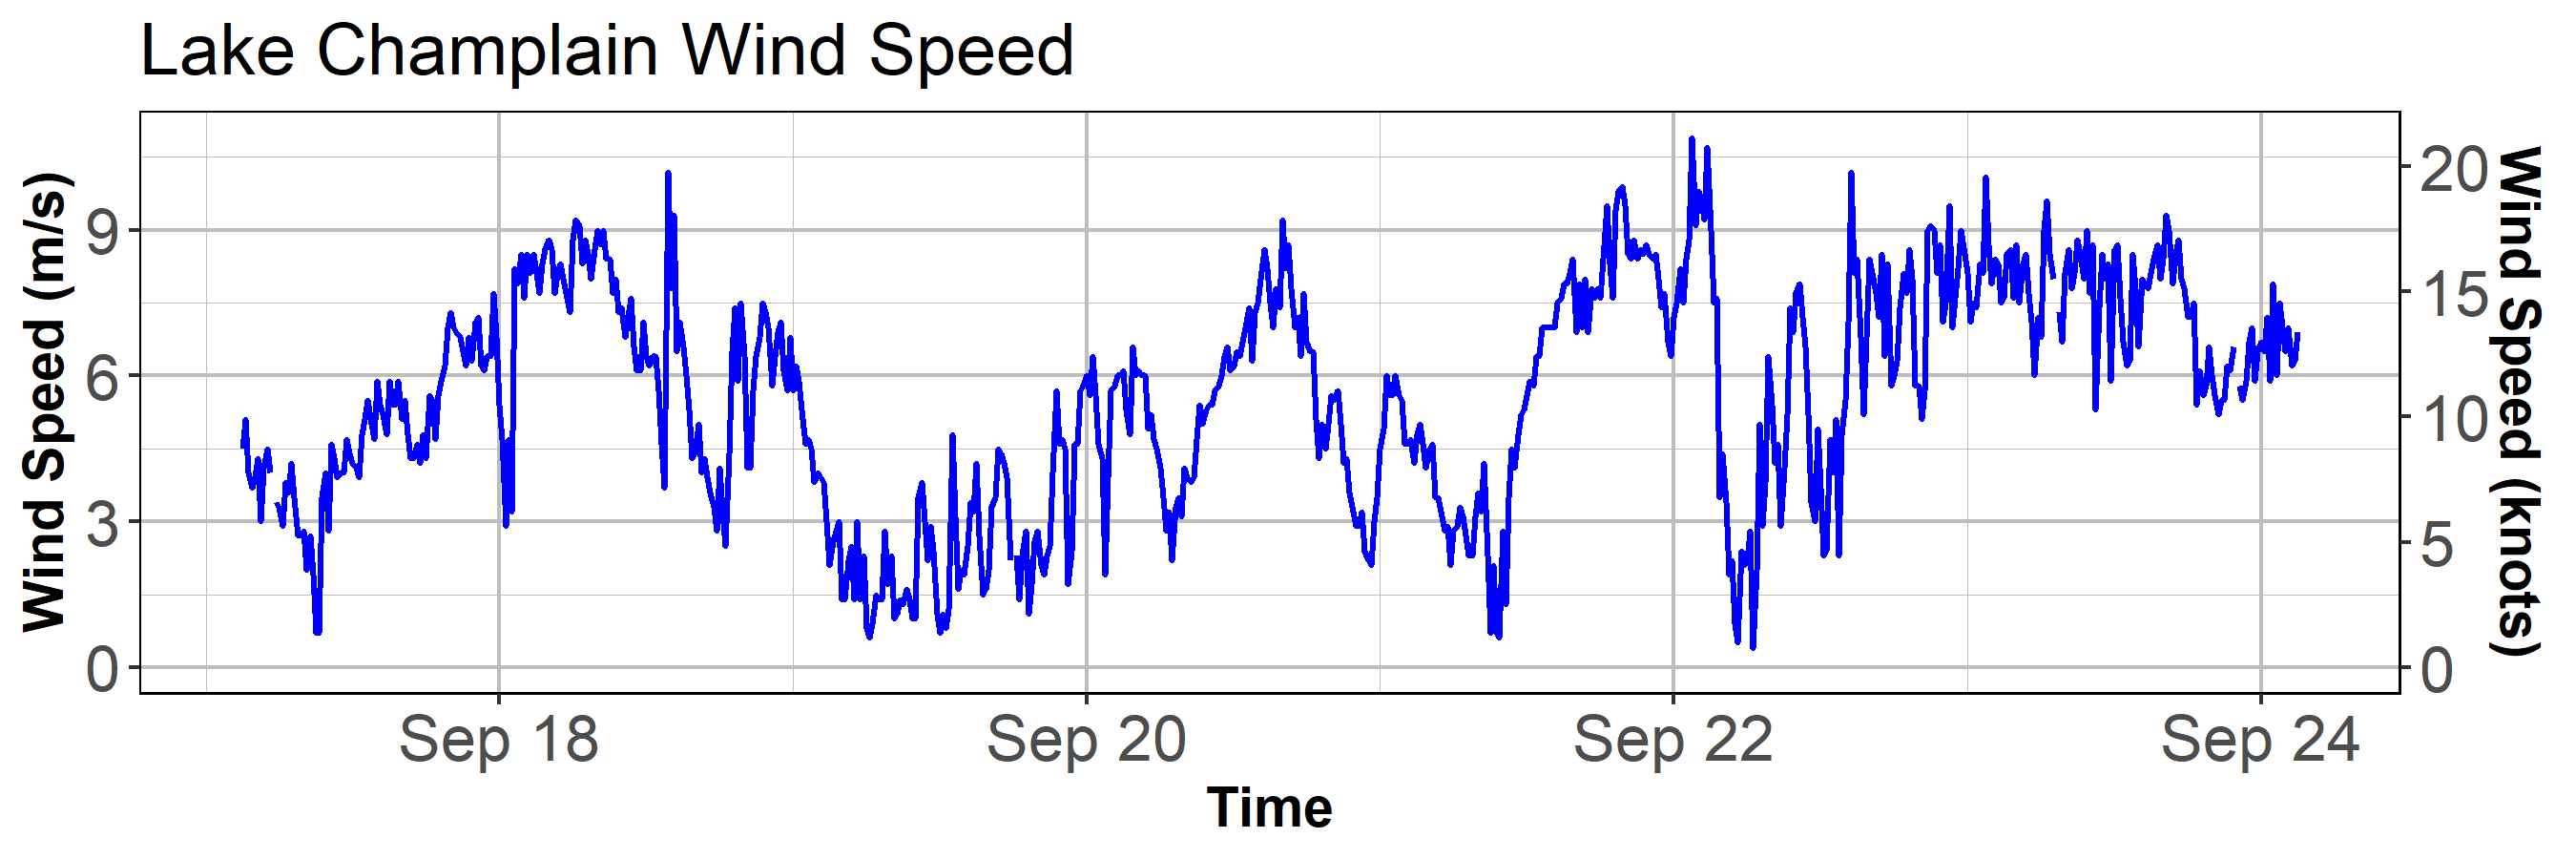 Lake Champlain Wind Speed
Wind Speed (m/s)
9
6
3
0
20
15
10
5
0
Wind Speed (knots)
Sep 18
Sep 20
Sep 22
Sep 24
Time